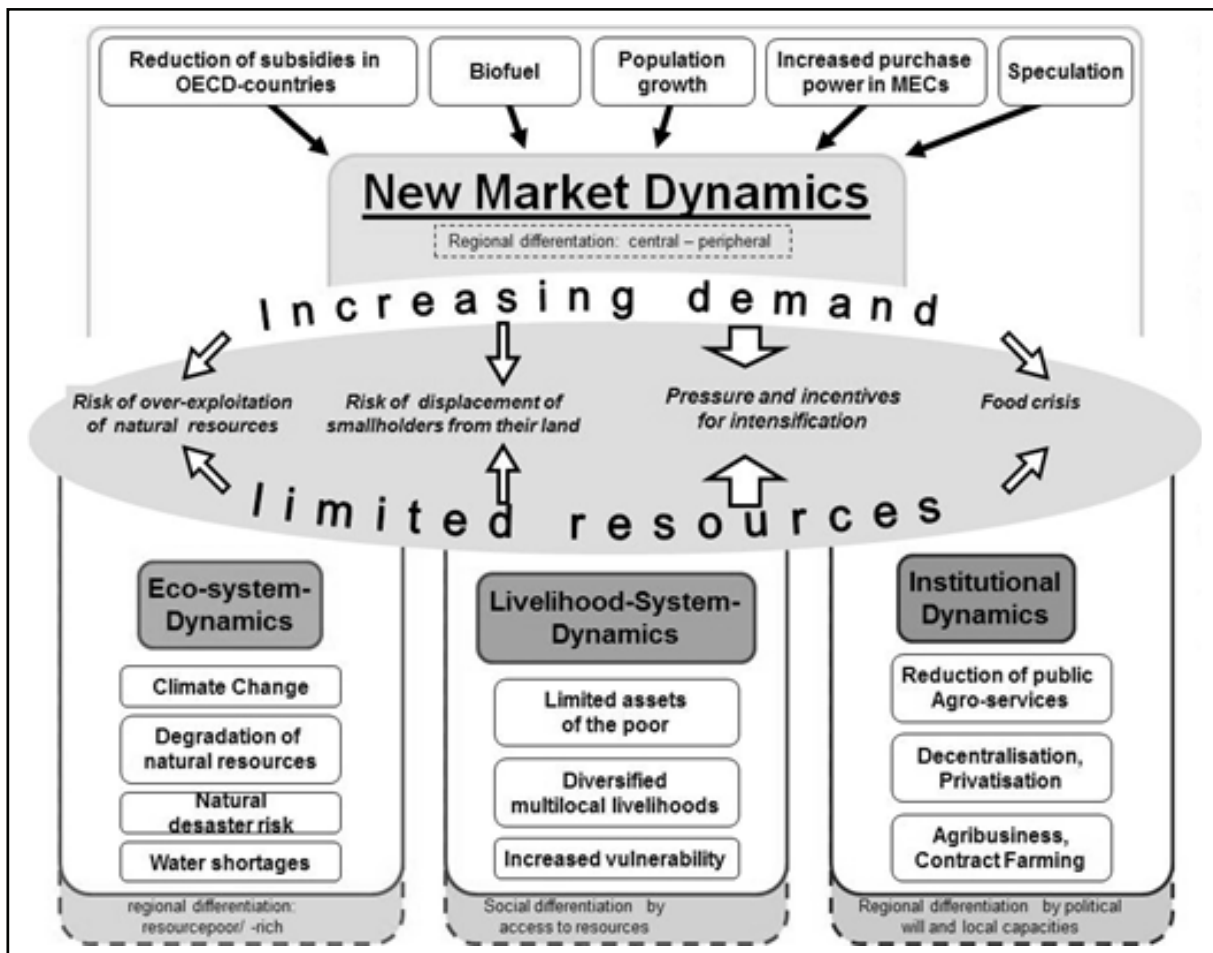 Reduction of subsidies in
OECD-countries
Biofuel
Population
growth
Increased purchase
power in MECs
Speculation
New Market Dynamics
Regional differentation: central – peripheral
Increasing demand
Risk of over-exploitation
of natural resources
Risk of displacement of
smallholders from their land
Pressure and incentives
for intensification
Food crisis
limited resources
Eco-system-
Dynamics
Climate Change
Degradation of
natural resources
Natural
desaster risk
Water shortages
regional differentiation:
resourcepoor/ -rich
Livelihood-System-
Dynamics
Limited assets
of the poor
Diversified
multilocal livelihoods
Increased vulnerability
Social differentiation by
access to resources
Institutional
Dynamics
Reduction of public
Agro-services
Decentralisation,
Privatisation
Agribusiness,
Contract Farming
Regional differentiation by political
will and local capacities